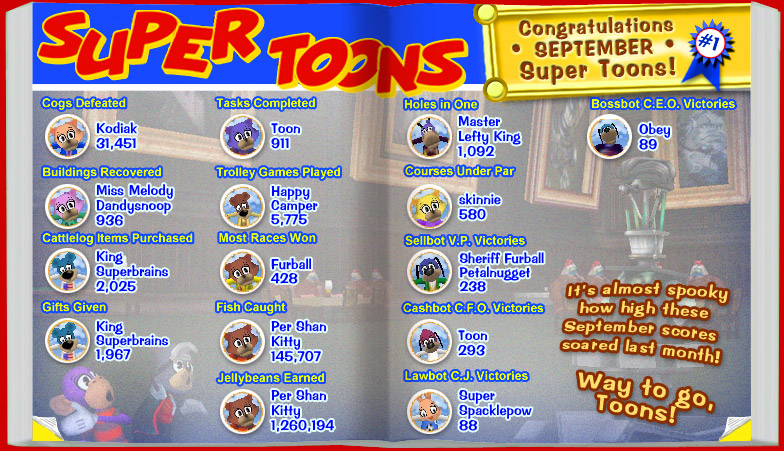 SUPER TOONS
Congratulations
• SEPTEMBER •
Super Toons!
#1
Cogs Defeated
Kodiak
31,451
Buildings Recovered
Miss Melody
Dandysnoop
936
Cattlelog Items Purchased
King
Superbrains
2,025
Gifts Given
King
Superbrains
1,967
Tasks Completed
Toon
911
Trolley Games Played
Happy
Camper
5,775
Most Races Won
Furball
428
Fish Caught
Per Shan
Kitty
145,707
Jellybeans Earned
Per Shan
Kitty
1,260,194
Holes in One
Master
Lefty King
1,092
Courses Under Par
skinnie
580
Sellbot V.P. Victories
Sheriff Furball
Petalnugget
238
Cashbot C.F.O. Victories
Toon
293
Lawbot C.J. Victories
Super
Spacklepow
88
Bossbot C.E.O. Victories
Obey
89
It's almost spooky
how high these
September scores
soared last month!
Way to go,
Toons!